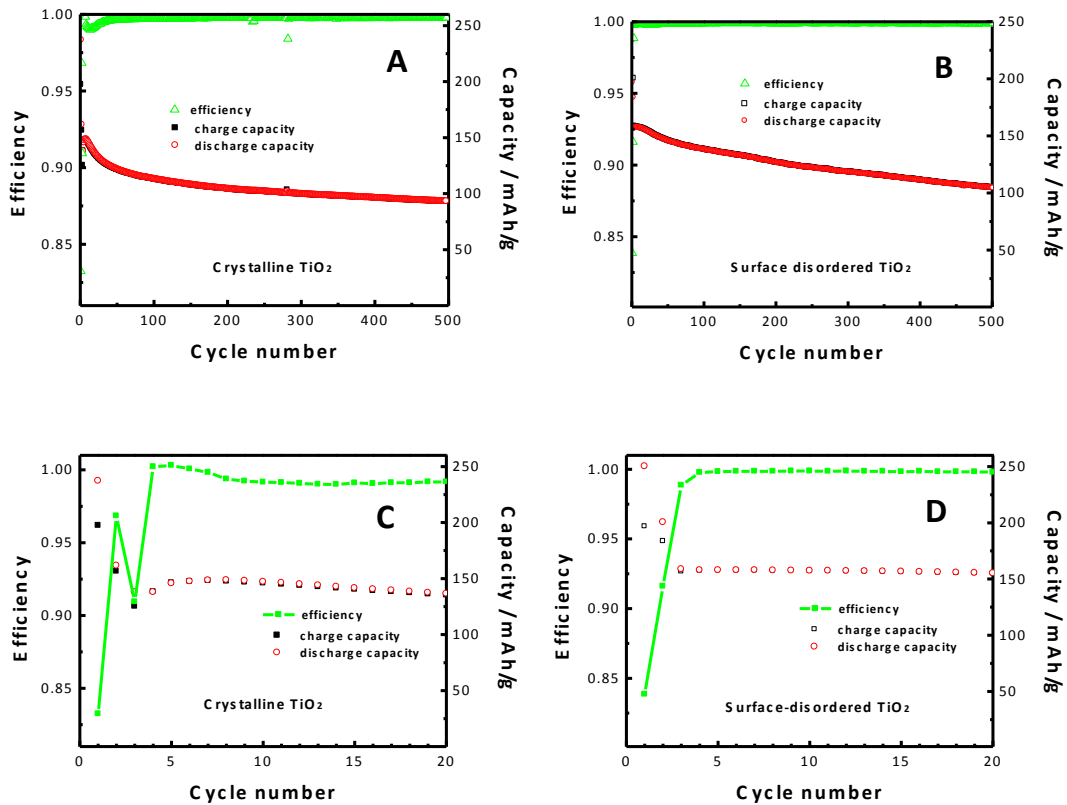 A
1.00
0.95
0.90
0.85
Efficiency
250
200
150
100
50
Capacity / mAh/g
efficiency
charge capacity
discharge capacity
Crystalline TiO2
0 100 200 300 400 500
Cycle number
B
1.00
0.95
0.90
0.85
Efficiency
250
200
150
100
50
Capacity / mAh/g
efficiency
charge capacity
discharge capacity
Surface disordered TiO2
0 100 200 300 400 500
Cycle number
C
1.00
0.95
0.90
0.85
Efficiency
250
200
150
100
50
Capacity / mAh/g
efficiency
charge capacity
discharge capacity
Crystalline TiO2
0 5 10 15 20
Cycle number
D
1.00
0.95
0.90
0.85
Efficiency
250
200
150
100
50
Capacity / mAh/g
efficiency
charge capacity
discharge capacity
Surface-disordered TiO2
0 5 10 15 20
Cycle number